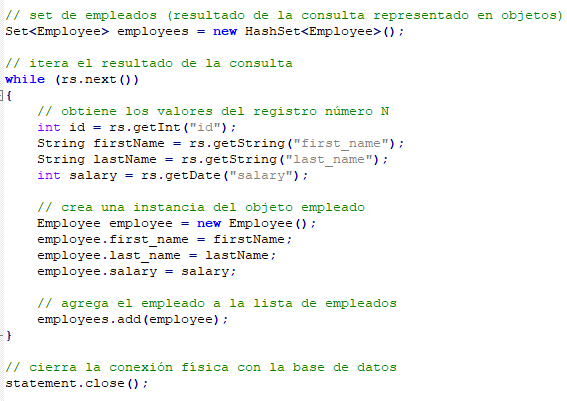 // set de empleados (resultado de la consulta representado en objetos)
Set<Employee> employees = new HashSet<Employee>();
// itera el resultado de la consulta
while (rs.next())
{
// obtiene los valores del registro número N
int id = rs.getInt("id");
String firstName = rs.getString("first_name");
String lastName = rs.getString("last_name");
int salary = rs.getDate("salary");
// crea una instancia del objeto empleado
Employee employee = new Employee();
employee.first_name = firstName;
employee.last_name = lastName;
employee.salary = salary;
// agrega el empleado a la lista de empleados
employees.add(employee);
}
// cierra la conexión física con la base de datos
statement.close();